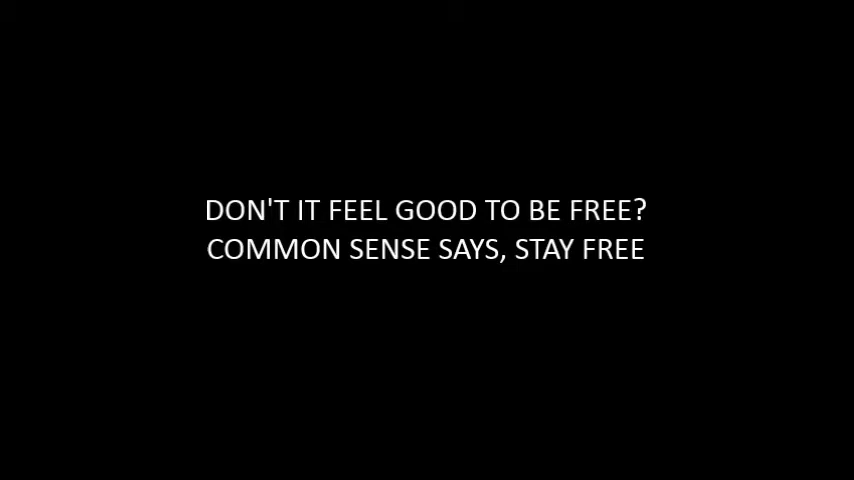 DON'T IT FEEL GOOD TO BE FREE?
COMMON SENSE SAYS, STAY FREE